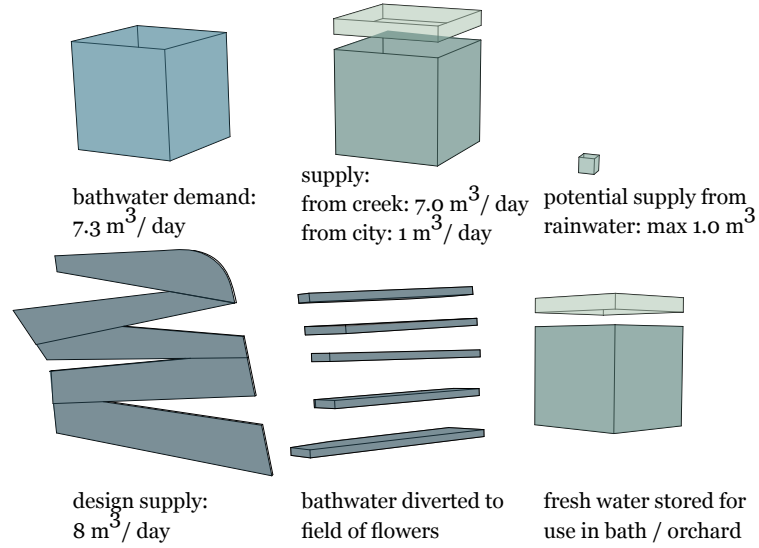 bathwater demand:
7.3 m³/ day
supply:
from creek: 7.0 m³/ day
from city: 1 m³/ day
potential supply from
rainwater: max 1.0 m³
design supply:
8 m³/ day
bathwater diverted to
field of flowers
fresh water stored for
use in bath / orchard